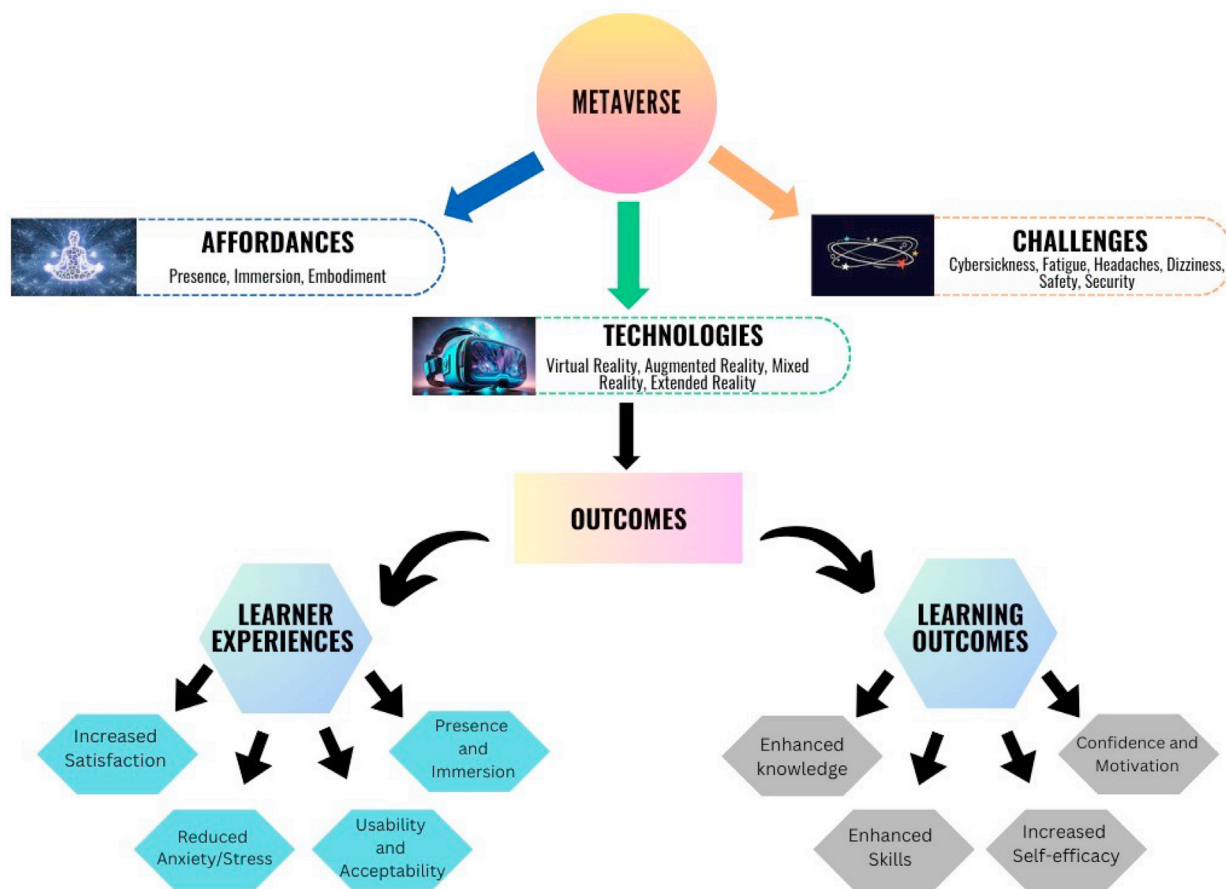 METAVERSE
AFFORDANCES
Presence, Immersion, Embodiment
CHALLENGES
Cybersickness, Fatigue, Headaches, Dizziness,
Safety, Security
TECHNOLOGIES
Virtual Reality, Augmented Reality, Mixed
Reality, Extended Reality
OUTCOMES
LEARNER
EXPERIENCES
LEARNING
OUTCOMES
Increased
Satisfaction
Reduced
Anxiety/Stress
Usability
and
Acceptability
Presence
and
Immersion
Enhanced
knowledge
Enhanced
Skills
Increased
Self-efficacy
Confidence and
Motivation